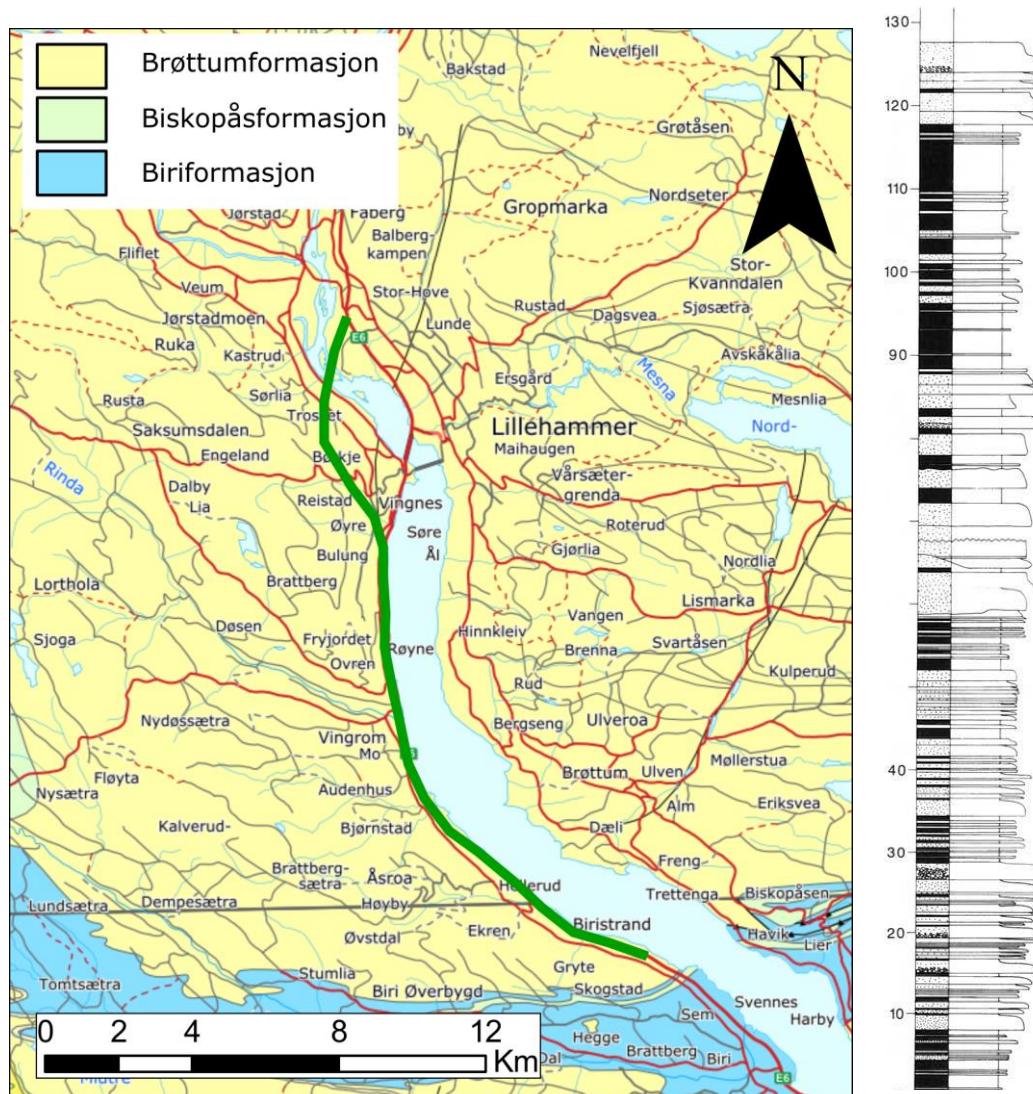 Brøttumformasjon
Biskopåsformasjon
Biriformasjon
N
Nevelfjell
Bakstad
Grøtåsen
Nordseter
Gropmarka
Jørstad
Fåberg
Balberg-
kampen
Fliflet
Stor-
Kvanndalen
Stor-Hove
Veum
Rustad
Sjøsætra
Dagsvea
Jørstadmoen
Lunde
Ruka
E6
Kastrud
Avskåkålia
Mesna
Ersgård
Mesnlia
Rusta
Sørlia
Nord-
Saksumsdalen
Lillehammer
Maihaugen
Engeland
Rinda
Dalby
Lia
Vårsæter-
grenda
Reistad
Vingnes
Øyre
Søre
Ål
Roterud
Bulung
Gjørlia
Nordlia
Lorthola
Brattberg
Lismarka
Vangen
Døsen
Sjoga
Fryjordet
Hinnkleiv
Svartåsen
Brenna
Røyne
Ovren
Kulperud
Rud
Nydøssætra
Bergseng
Ulveroa
Vingrom
Mo
Møllerstua
Fløyta
Brøttum
Ulven
Nysætra
Audenhus
Alm
Eriksvea
Kalverud-
Bjørnstad
Dæli
Brattberg-
sætra
Åsroa
Freng
Høyby
Trettenga
Biskopåsen
Lundsætra
Dempesætra
Biristrand
Havik
Lier
Ekren
Øvstdal
Gryte
Stumlia
Skogstad
Tomtsætra
Biri Øverbygd
Svennes
Sem
Harby
Hegge
Brattberg
Biri
E6
0 2 4 8 12
Km
130
120
110
100
90
40
30
20
10